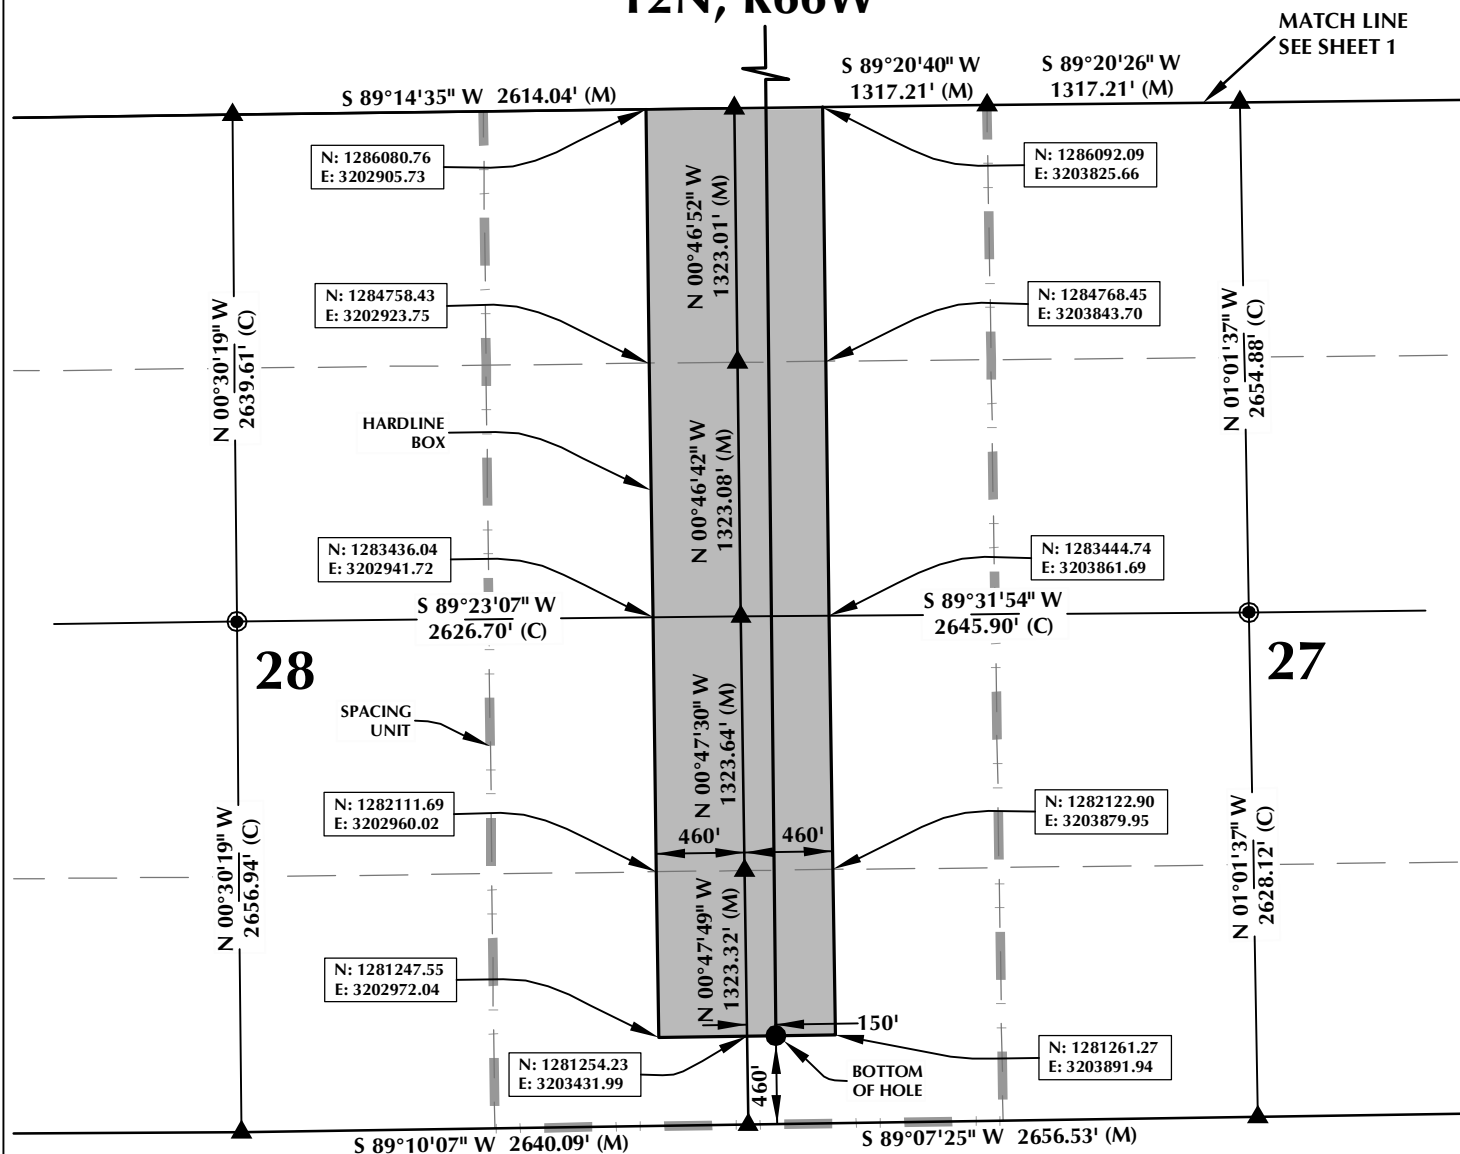 12N, R66W
MATCH LINE
SEE SHEET 1
S 89°14'35" W 2614.04' (M)
S 89°20'40" W
1317.21' (M)
S 89°20'26" W
1317.21' (M)
N: 1286080.76
E: 3202905.73
N: 1286092.09
E: 3203825.66
N 00°46'52" W
1323.01' (M)
N: 1284758.43
E: 3202923.75
N: 1284768.45
E: 3203843.70
N 00°30'19" W
2639.61' (C)
N 01°01'37" W
2654.88' (C)
HARDLINE
BOX
N 00°46'42" W
1323.08' (M)
N: 1283436.04
E: 3202941.72
N: 1283444.74
E: 3203861.69
S 89°23'07" W
2626.70' (C)
S 89°31'54" W
2645.90' (C)
28
27
SPACING
UNIT
N 00°47'30" W
1323.64' (M)
N: 1282111.69
E: 3202960.02
N: 1282122.90
E: 3203879.95
460'
460'
N 00°30'19" W
2656.94' (C)
N 01°01'37" W
2628.12' (C)
N 00°47'49" W
1323.32' (M)
N: 1281247.55
E: 3202972.04
150'
N: 1281254.23
E: 3203431.99
460'
BOTTOM
OF HOLE
N: 1281261.27
E: 3203891.94
S 89°10'07" W 2640.09' (M)
S 89°07'25" W 2656.53' (M)